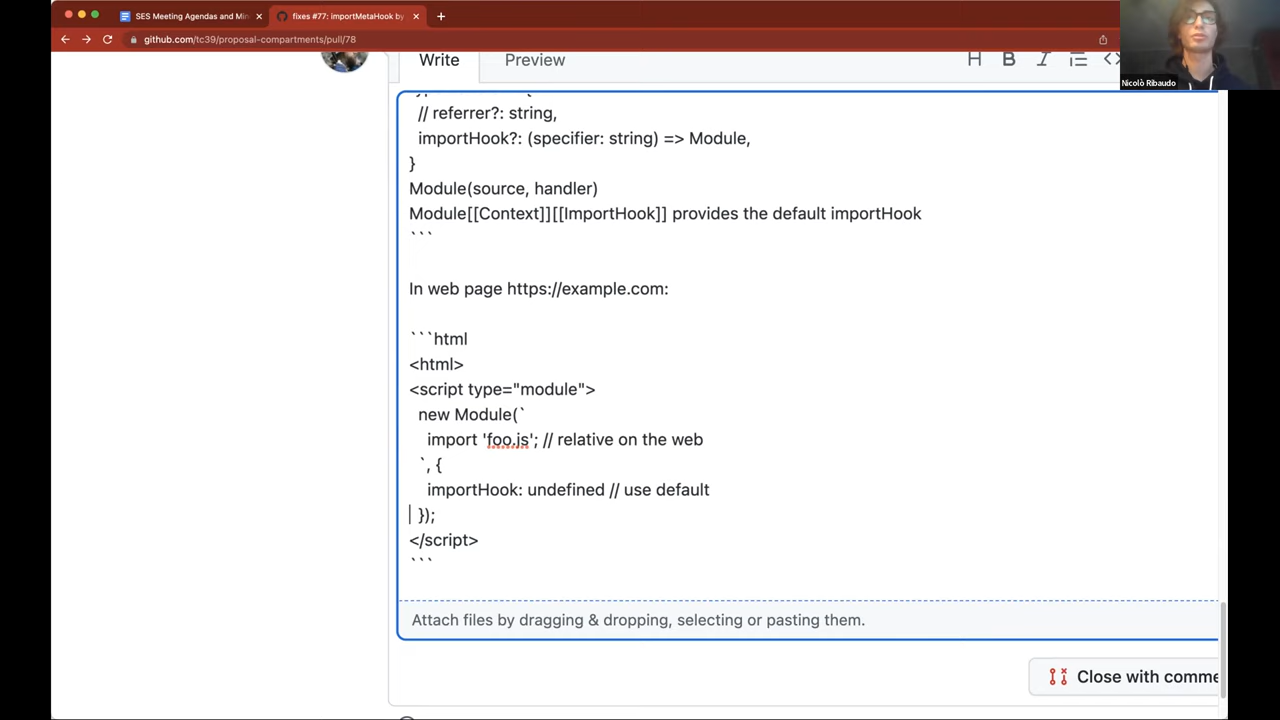 SES Meeting Agendas and Min
fixes #77: importMetaHook by
github.com/tc39/proposal-compartments/pull/78
Nicolò Ribaudo
Write
Preview
H B I
// referrer?: string,
importHook?: (specifier: string) => Module,
}
Module(source, handler)
Module[[Context]][[ImportHook]] provides the default importHook
```
In web page https://example.com:
```html
<html>
<script type="module">
new Module(`
import 'foo.js'; // relative on the web
`, {
importHook: undefined // use default
});
</script>
```
Attach files by dragging & dropping, selecting or pasting them.
Close with comme